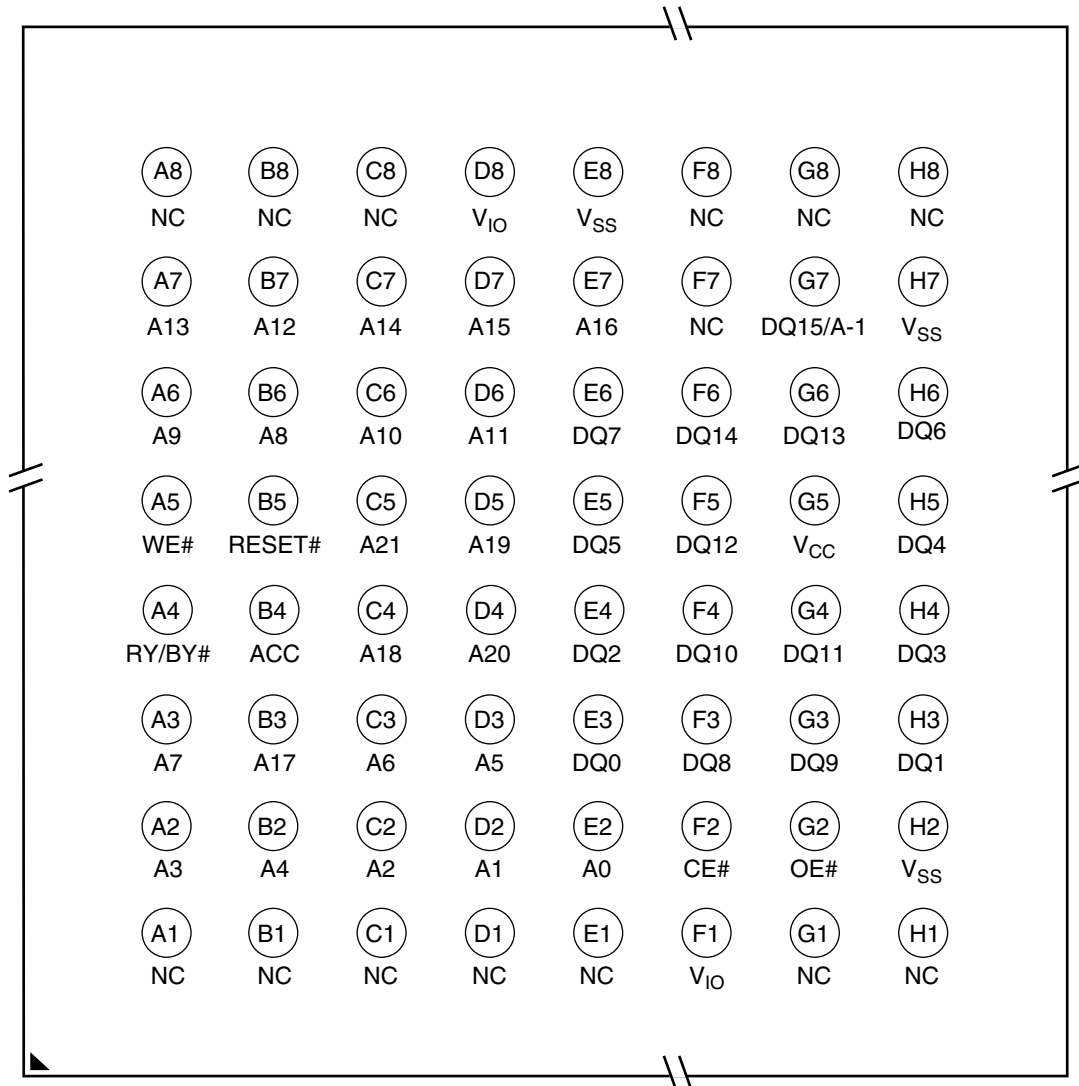 A8 B8 C8 D8 E8 F8 G8 H8
NC NC NC VIO VSS NC NC NC
A7 B7 C7 D7 E7 F7 G7 H7
A13 A12 A14 A15 A16 NC DQ15/A-1 VSS
A6 B6 C6 D6 E6 F6 G6 H6
A9 A8 A10 A11 DQ7 DQ14 DQ13 DQ6
A5 B5 C5 D5 E5 F5 G5 H5
WE# RESET# A21 A19 DQ5 DQ12 VCC DQ4
A4 B4 C4 D4 E4 F4 G4 H4
RY/BY# ACC A18 A20 DQ2 DQ10 DQ11 DQ3
A3 B3 C3 D3 E3 F3 G3 H3
A7 A17 A6 A5 DQ0 DQ8 DQ9 DQ1
A2 B2 C2 D2 E2 F2 G2 H2
A3 A4 A2 A1 A0 CE# OE# VSS
A1 B1 C1 D1 E1 F1 G1 H1
NC NC NC NC NC VIO NC NC